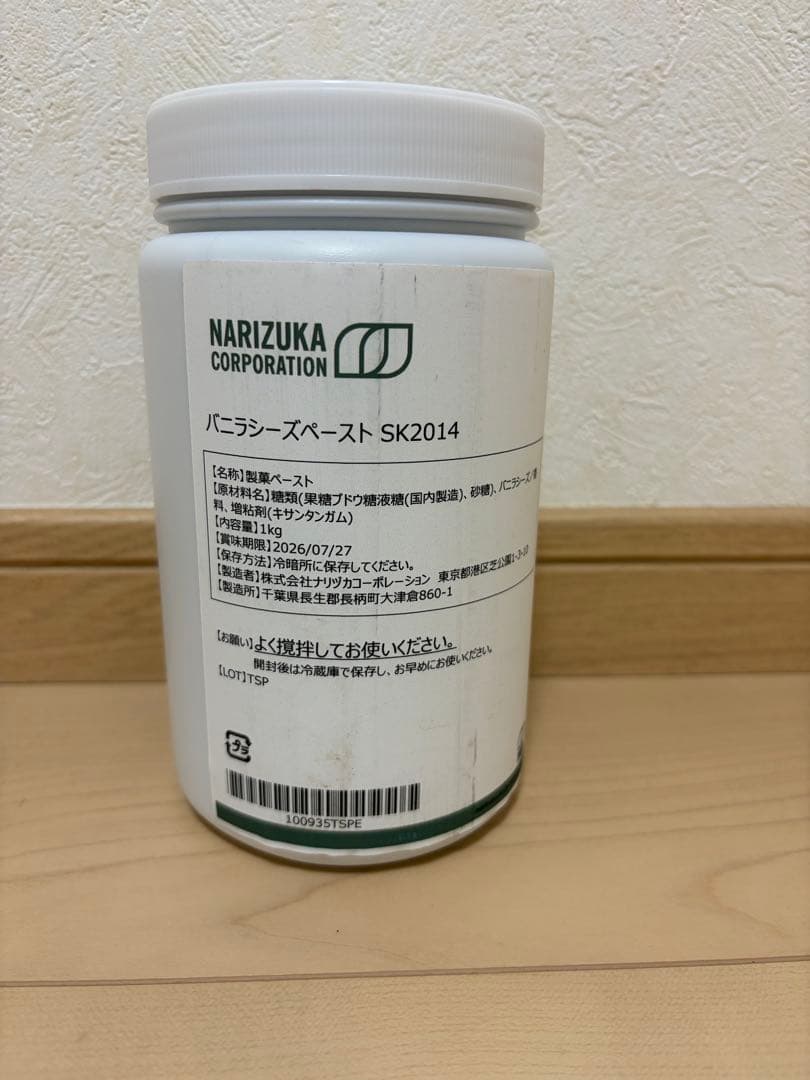 NARIZUKA
CORPORATION
バニラシーズペースト SK2014
【名称】製菓ペースト
【原材料名】糖類(果糖ブドウ糖液糖(国内製造)、砂糖)、バニラシーズ/香
料、増粘剤(キサンタンガム)
【内容量】1kg
【賞味期限】2026/07/27
【保存方法】冷暗所に保存してください。
【製造者】株式会社ナリヅカコーポレーション 東京都港区芝公園1-3-10
【製造所】千葉県長生郡長柄町大津倉860-1
【お願い】よく撹拌してお使いください。
開封後は冷蔵庫で保存し、お早めにお使いください。
【LOT】TSP
プラ
100935TSPE